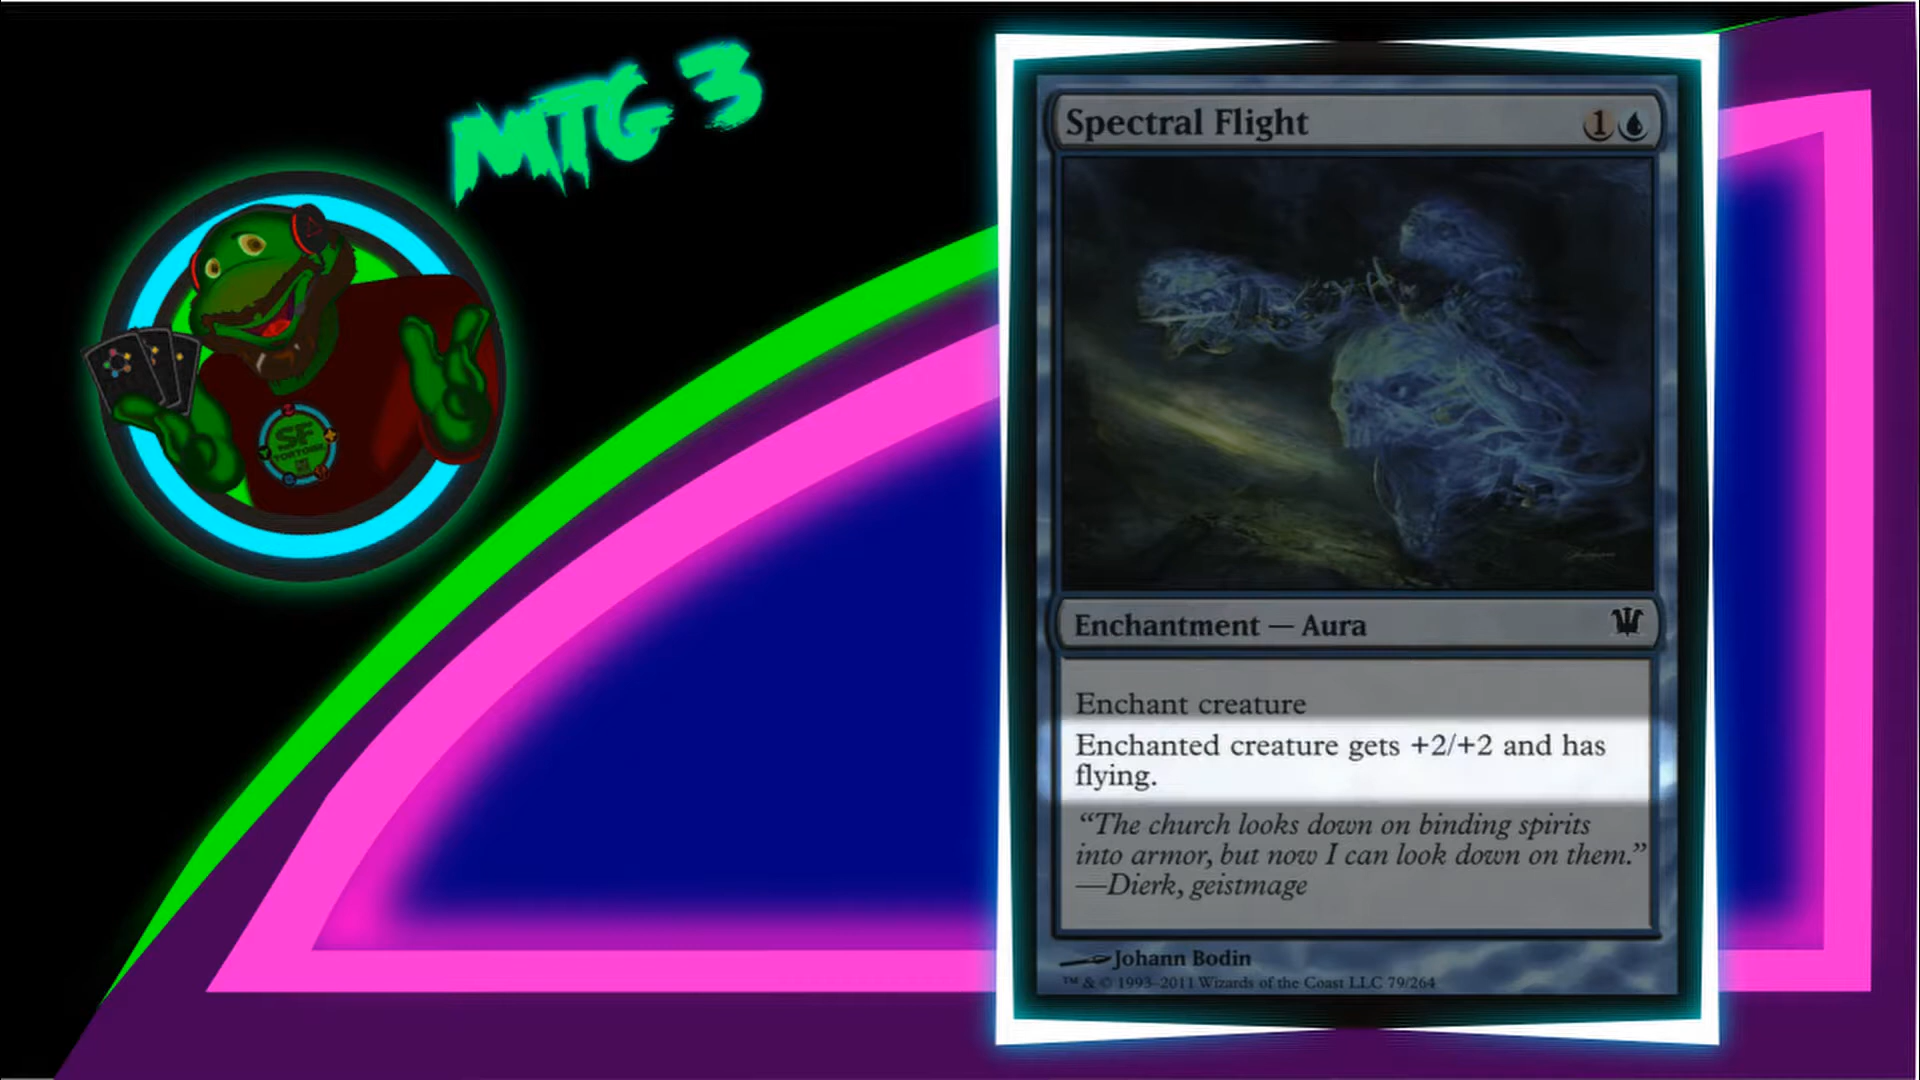 MTG 3
SF
TORTOISE
Spectral Flight
1
Enchantment — Aura
Enchant creature
Enchanted creature gets +2/+2 and has
flying.
“The church looks down on binding spirits
into armor, but now I can look down on them.”
—Dierk, geistmage
Johann Bodin
™ & © 1993–2011 Wizards of the Coast LLC 79/264